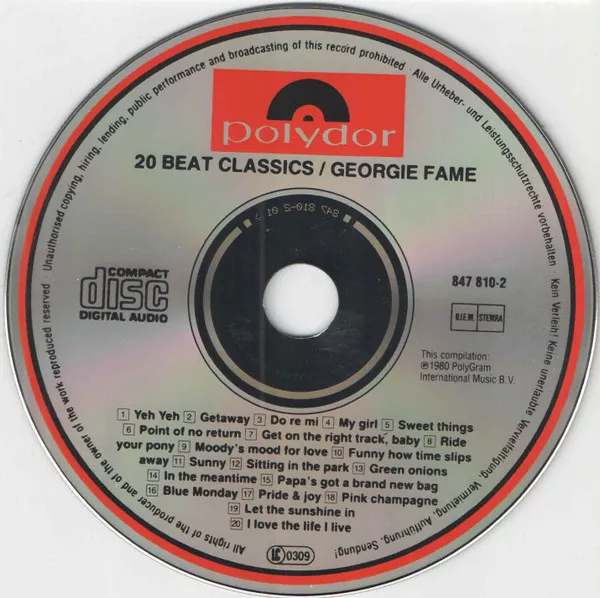 All rights of the producer and of the owner of the work reproduced reserved · Unauthorised copying, hiring, lending, public performance and broadcasting of this record prohibited · Alle Urheber- und Leistungsschutzrechte vorbehalten · Kein Verleih! Keine unerlaubte Vervielfältigung, Vermietung, Aufführung, Sendung!
polydor
20 BEAT CLASSICS / GEORGIE FAME
847 810-2 01
COMPACT
disc
DIGITAL AUDIO
847 810-2
B.I.E.M. STEMRA
This compilation:
℗1980 PolyGram
International Music B.V.
1 Yeh Yeh 2 Getaway 3 Do re mi 4 My girl 5 Sweet things
6 Point of no return 7 Get on the right track, baby 8 Ride
your pony 9 Moody's mood for love 10 Funny how time slips
away 11 Sunny 12 Sitting in the park 13 Green onions
14 In the meantime 15 Papa's got a brand new bag
16 Blue Monday 17 Pride & joy 18 Pink champagne
19 Let the sunshine in
20 I love the life I live
LC 0309